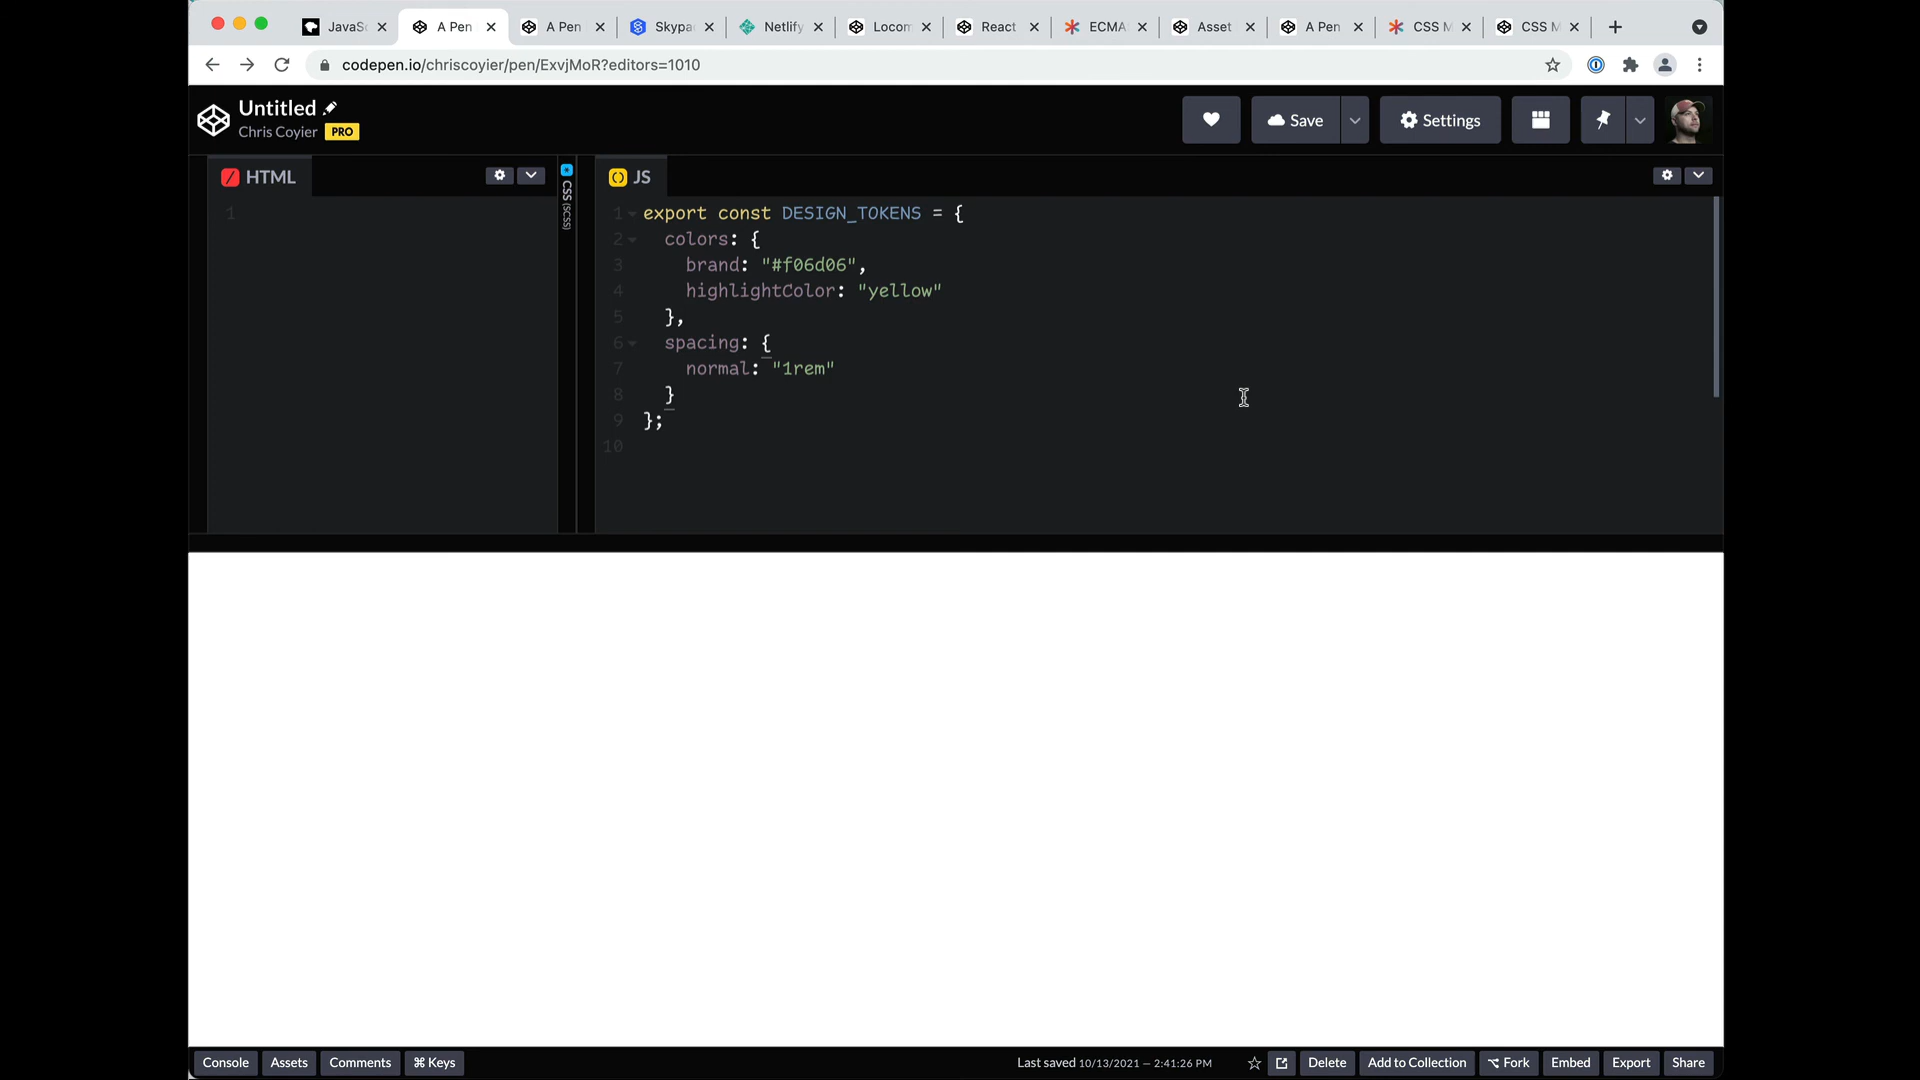 JavaSc
A Pen
A Pen
Skypa
Netlify
Locom
React
ECMA
Asset
A Pen
CSS M
CSS M
codepen.io/chriscoyier/pen/ExvjMoR?editors=1010
Untitled
Chris Coyier PRO
Save
Settings
HTML
1
CSS (SCSS)
JS
1 export const DESIGN_TOKENS = {
2 colors: {
3 brand: "#f06d06",
4 highlightColor: "yellow"
5 },
6 spacing: {
7 normal: "1rem"
8 }
9 };
10
Console
Assets
Comments
⌘ Keys
Last saved 10/13/2021 — 2:41:26 PM
Delete
Add to Collection
Fork
Embed
Export
Share